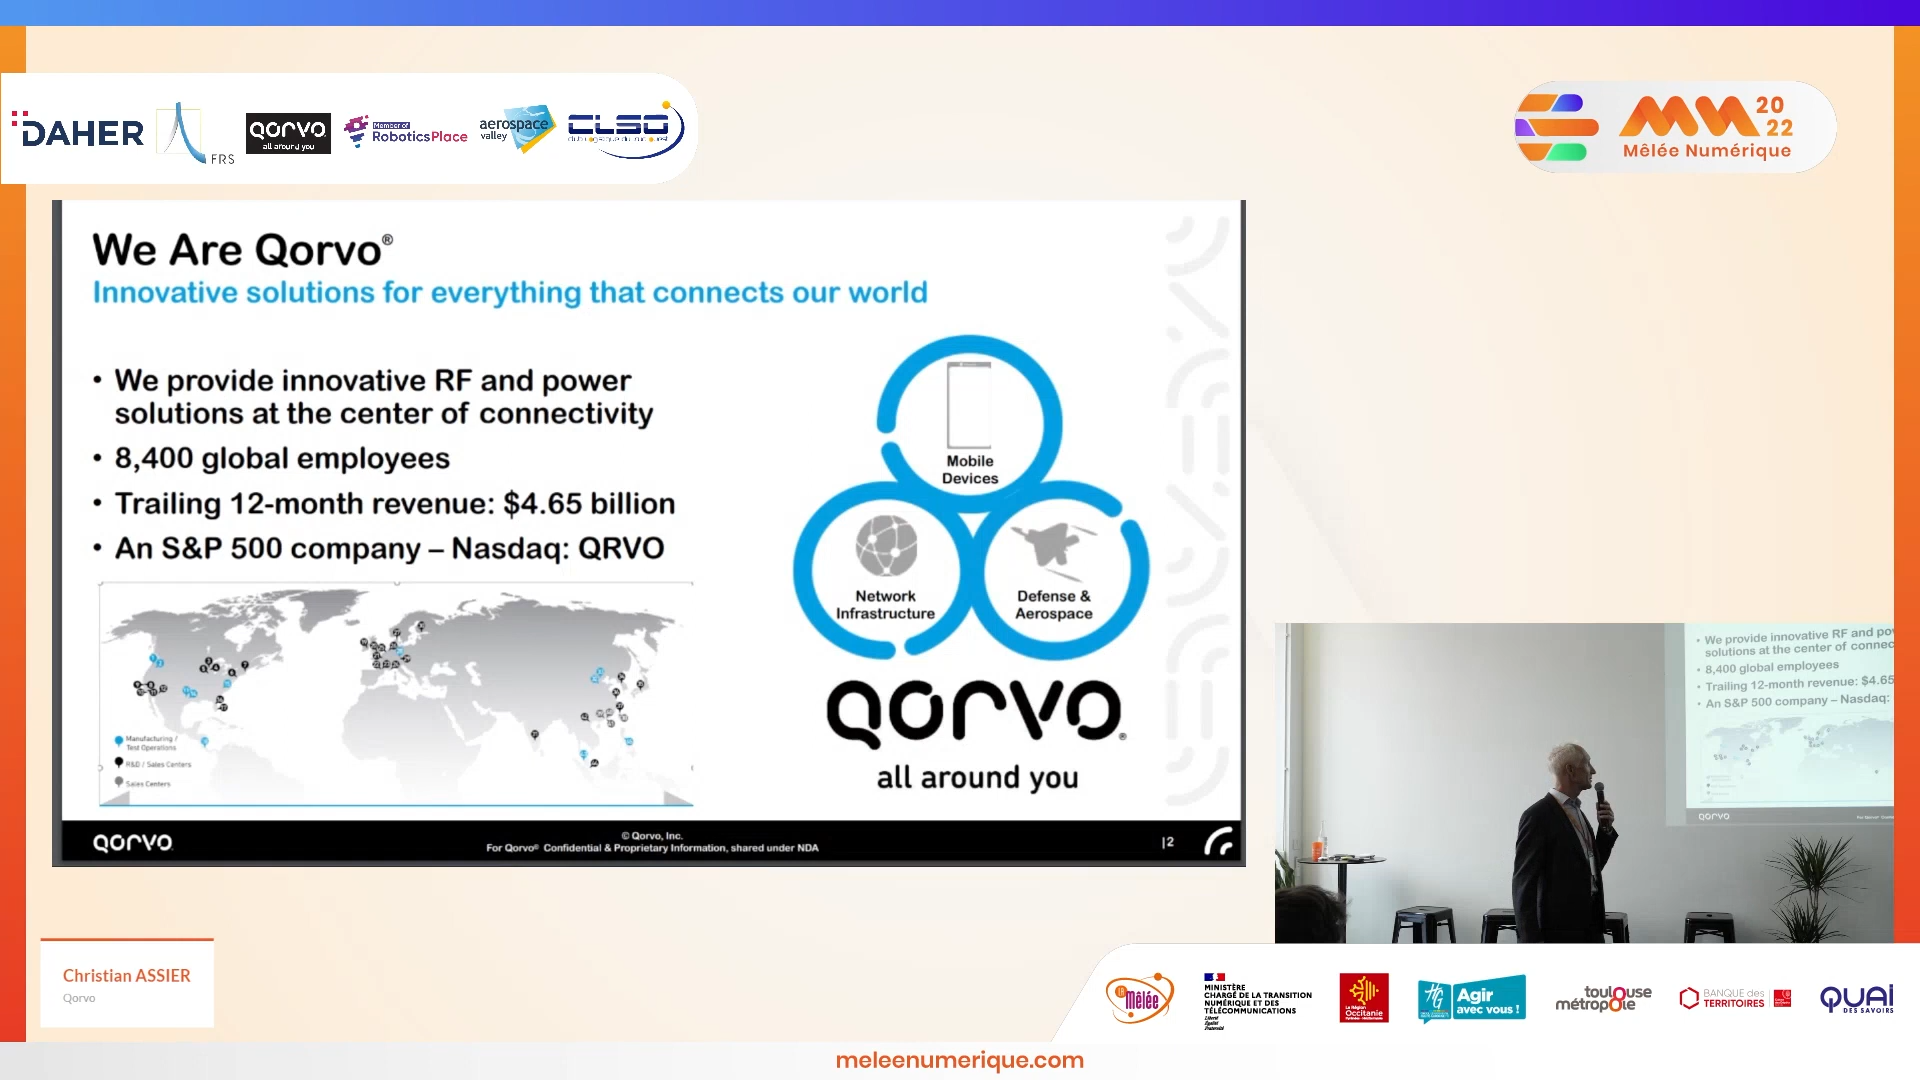 DAHER
FRS
QORVO
all around you
Member of
RoboticsPlace
aerospace
valley
CLSO
20
22
Mêlée Numérique
We Are Qorvo®
Innovative solutions for everything that connects our world
• We provide innovative RF and power
solutions at the center of connectivity
• 8,400 global employees
• Trailing 12-month revenue: $4.65 billion
• An S&P 500 company – Nasdaq: QRVO
Manufacturing /
Test Operations
R&D / Sales Centers
Sales Centers
Mobile
Devices
Network
Infrastructure
Defense &
Aerospace
QORVO®
all around you
QORVO
© Qorvo, Inc.
For Qorvo® Confidential & Proprietary Information, shared under NDA
|2
• We provide innovative RF and pow
solutions at the center of connec
• 8,400 global employees
• Trailing 12-month revenue: $4.65
• An S&P 500 company – Nasdaq:
QORVO
Christian ASSIER
Qorvo
la Mêlée
MINISTÈRE
CHARGÉ DE LA TRANSITION
NUMÉRIQUE ET DES
TÉLÉCOMMUNICATIONS
Liberté
Égalité
Fraternité
La Région
Occitanie
Pyrénées - Méditerranée
HG
Agir
avec vous !
toulouse
métropole
BANQUE des
TERRITOIRES
QUAI
DES SAVOIRS
meleenumerique.com